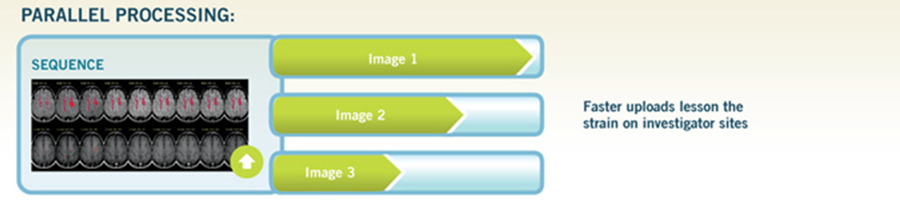 PARALLEL PROCESSING:
SEQUENCE
Image 1
Image 2
Image 3
Faster uploads lesson the
strain on investigator sites